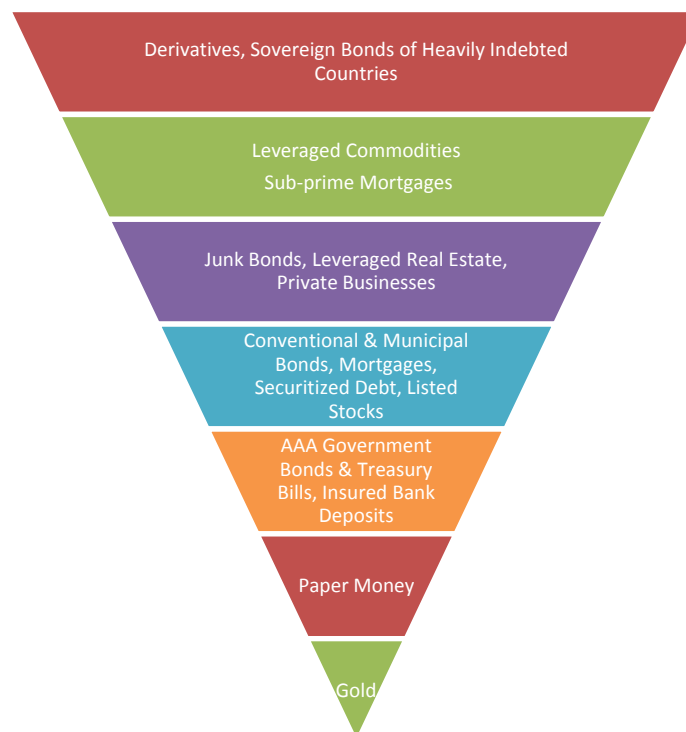 Derivatives, Sovereign Bonds of Heavily Indebted
Countries
Leveraged Commodities
Sub-prime Mortgages
Junk Bonds, Leveraged Real Estate,
Private Businesses
Conventional & Municipal
Bonds, Mortgages,
Securitized Debt, Listed
Stocks
AAA Government
Bonds & Treasury
Bills, Insured Bank
Deposits
Paper Money
Gold